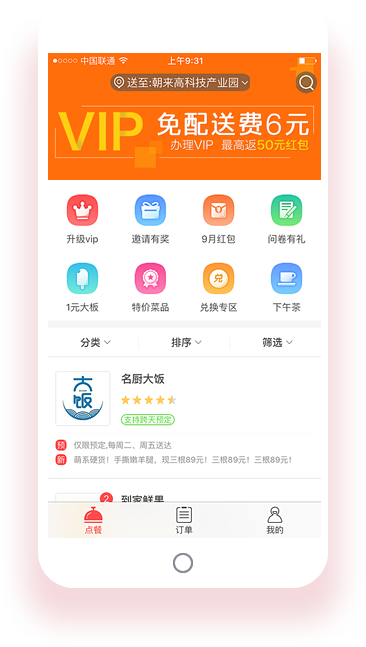 中国联通 上午9:31
送至:朝来高科技产业园
VIP 免配送费6元
办理VIP 最高返50元红包
升级vip 邀请有奖 9月红包 问卷有礼
兑
1元大板 特价菜品 兑换专区 下午茶
分类 排序 筛选
大饭
名厨大饭
支持跨天预定
预 仅限预定,每周二、周五送达
新 萌系硬货！手撕嫩羊腿，现三根89元！三根89元！三根89元！
2
到家鲜果
点餐 订单 我的